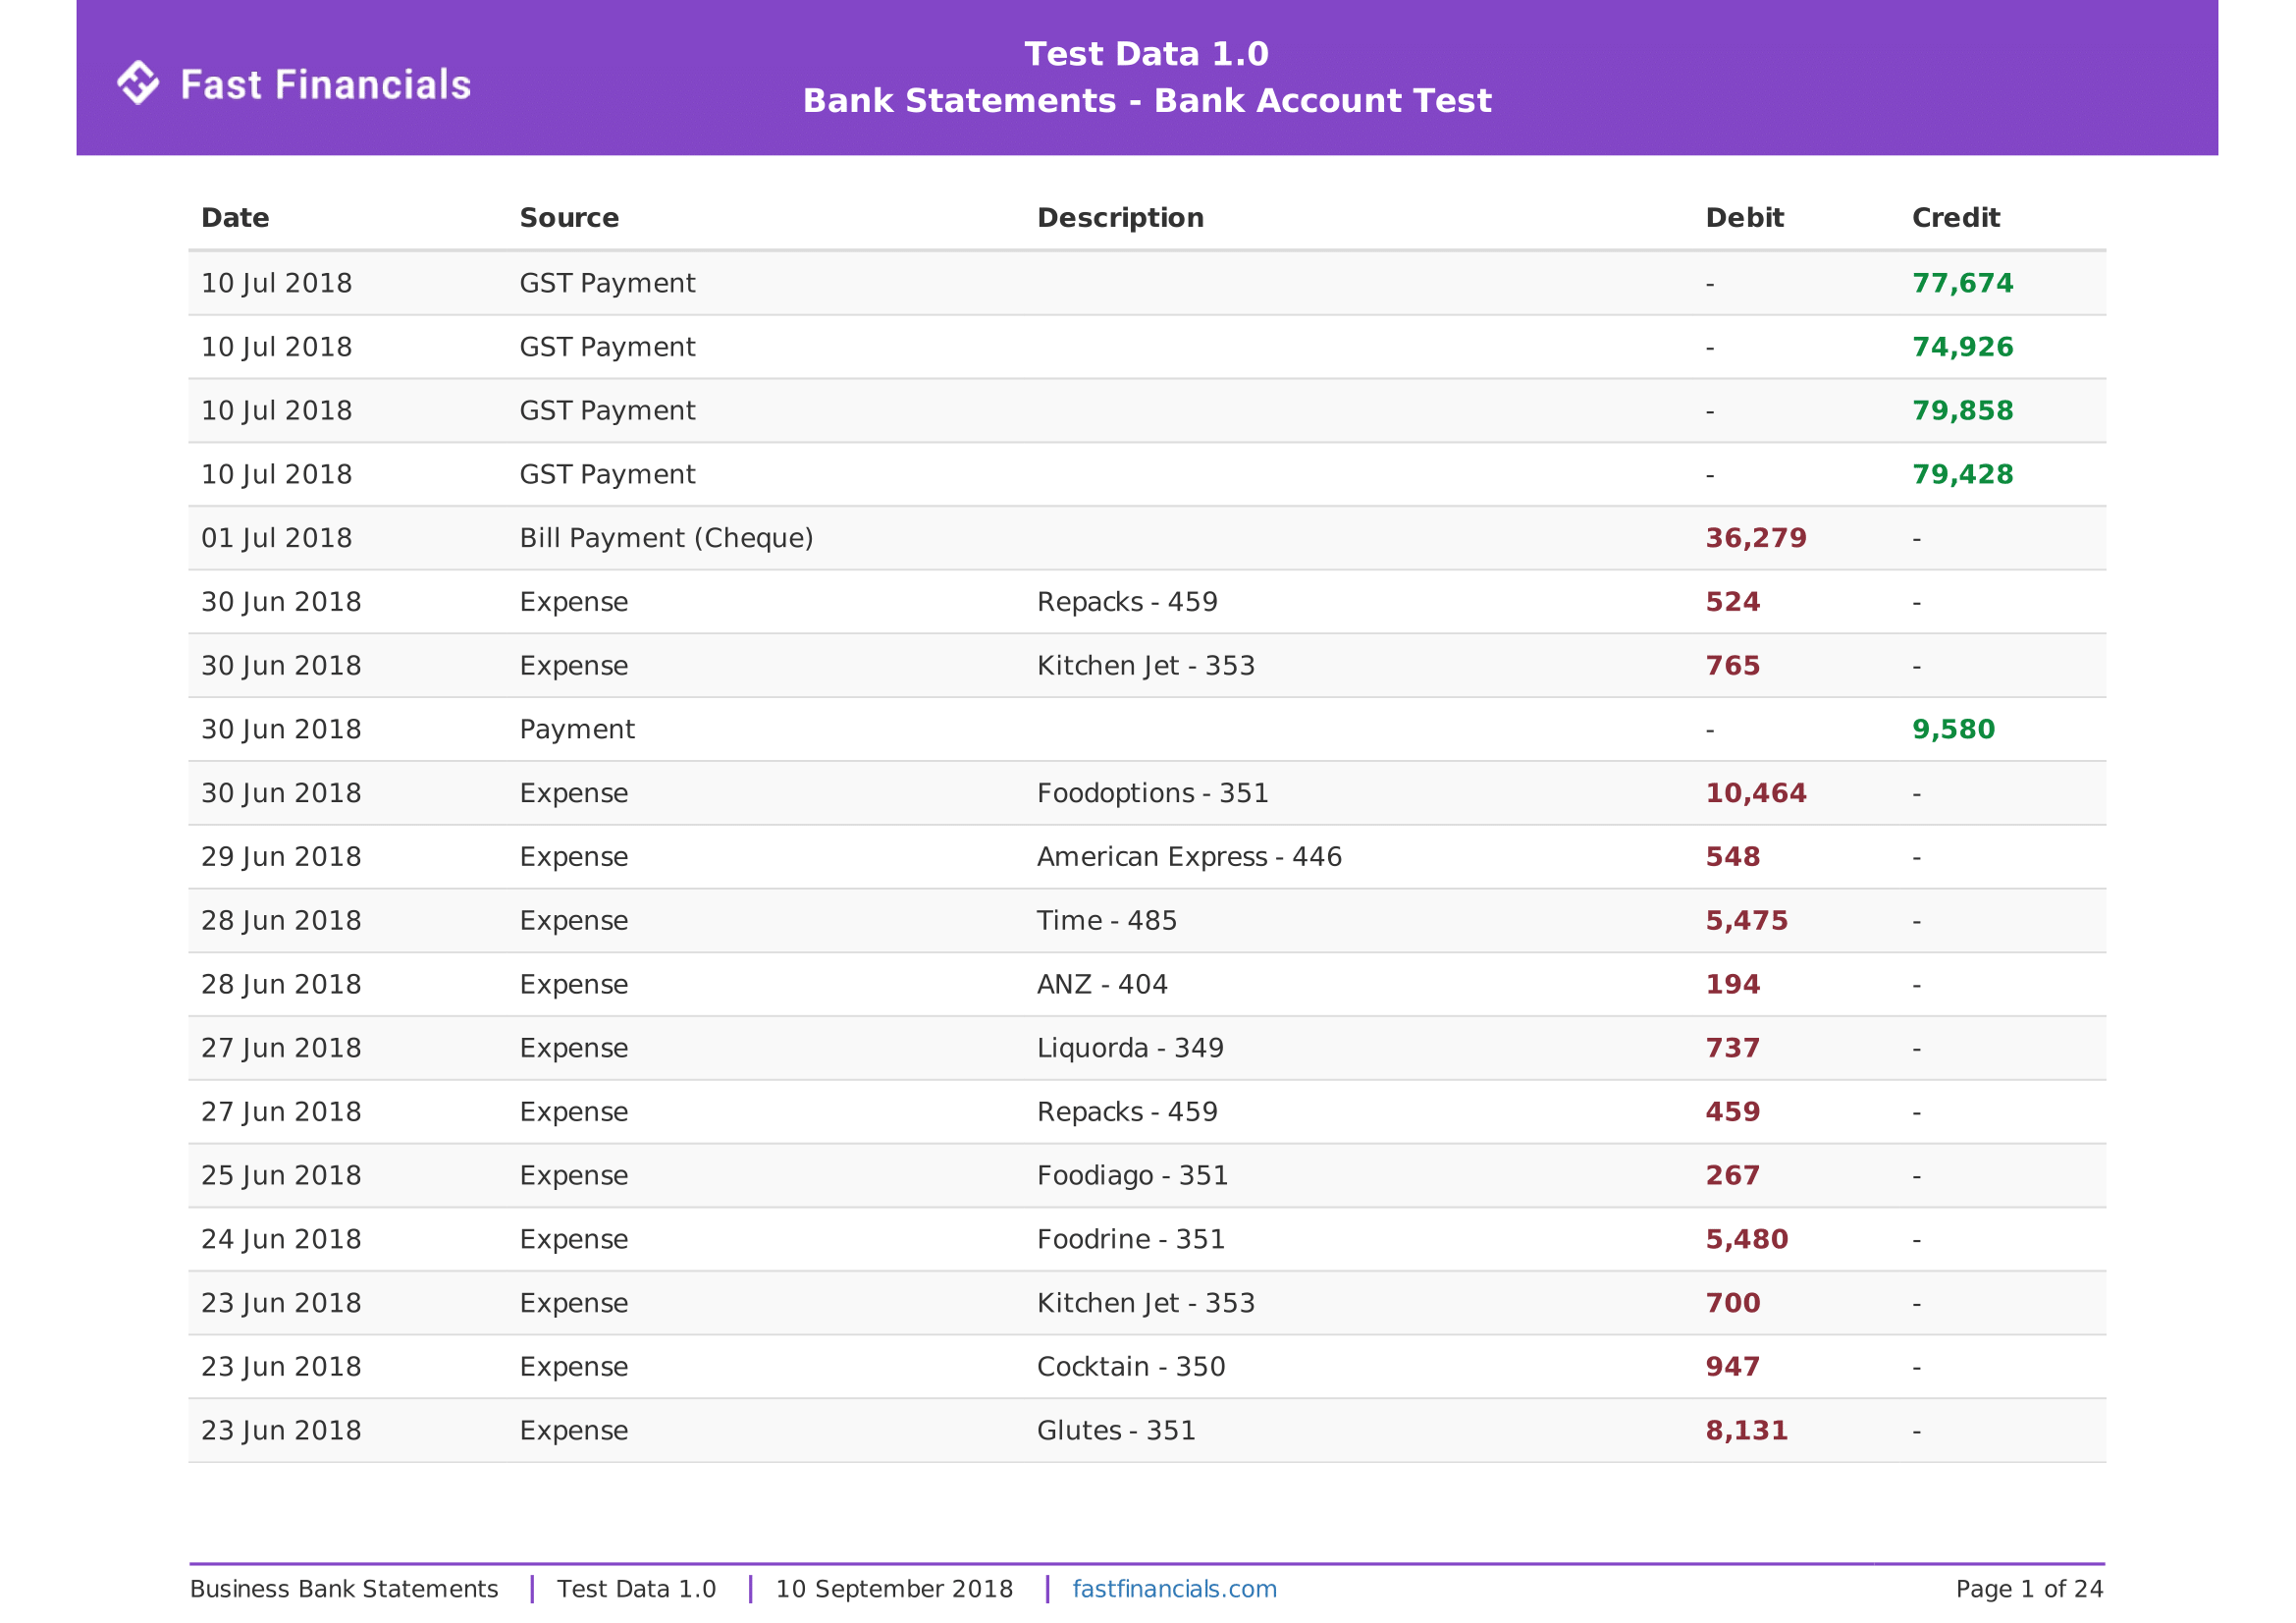 Fast Financials
Test Data 1.0
Bank Statements - Bank Account Test
Date Source Description Debit Credit
10 Jul 2018 GST Payment - 77,674
10 Jul 2018 GST Payment - 74,926
10 Jul 2018 GST Payment - 79,858
10 Jul 2018 GST Payment - 79,428
01 Jul 2018 Bill Payment (Cheque) 36,279 -
30 Jun 2018 Expense Repacks - 459 524 -
30 Jun 2018 Expense Kitchen Jet - 353 765 -
30 Jun 2018 Payment - 9,580
30 Jun 2018 Expense Foodoptions - 351 10,464 -
29 Jun 2018 Expense American Express - 446 548 -
28 Jun 2018 Expense Time - 485 5,475 -
28 Jun 2018 Expense ANZ - 404 194 -
27 Jun 2018 Expense Liquorda - 349 737 -
27 Jun 2018 Expense Repacks - 459 459 -
25 Jun 2018 Expense Foodiago - 351 267 -
24 Jun 2018 Expense Foodrine - 351 5,480 -
23 Jun 2018 Expense Kitchen Jet - 353 700 -
23 Jun 2018 Expense Cocktain - 350 947 -
23 Jun 2018 Expense Glutes - 351 8,131 -
Business Bank Statements | Test Data 1.0 | 10 September 2018 | fastfinancials.com Page 1 of 24